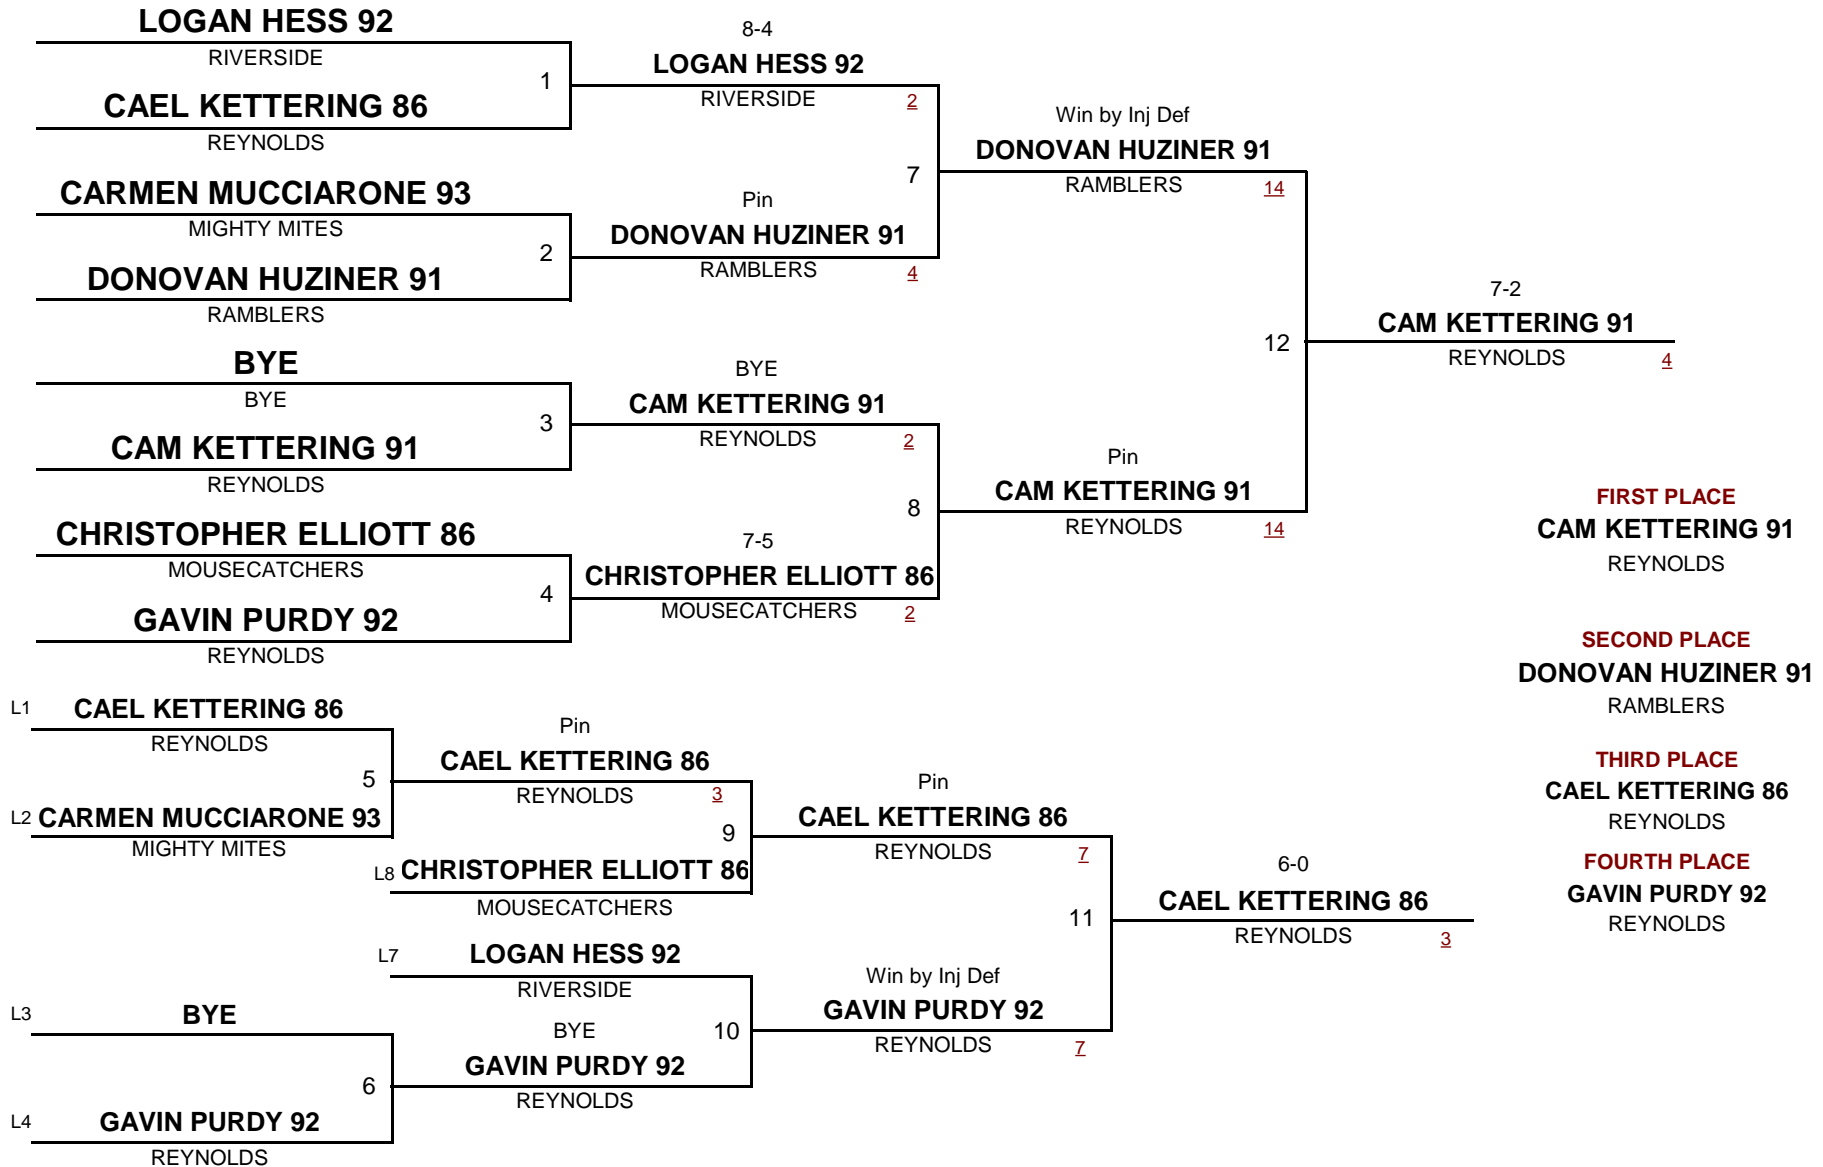 LOGAN HESS 92
RIVERSIDE
1
CAEL KETTERING 86
REYNOLDS
8-4
LOGAN HESS 92
RIVERSIDE 2
CARMEN MUCCIARONE 93
MIGHTY MITES
2
DONOVAN HUZINER 91
RAMBLERS
Pin
DONOVAN HUZINER 91
RAMBLERS 4
7
Win by Inj Def
DONOVAN HUZINER 91
RAMBLERS 14
BYE
BYE
3
CAM KETTERING 91
REYNOLDS
BYE
CAM KETTERING 91
REYNOLDS 2
CHRISTOPHER ELLIOTT 86
MOUSECATCHERS
4
GAVIN PURDY 92
REYNOLDS
7-5
CHRISTOPHER ELLIOTT 86
MOUSECATCHERS 2
8
Pin
CAM KETTERING 91
REYNOLDS 14
12
7-2
CAM KETTERING 91
REYNOLDS 4
FIRST PLACE
CAM KETTERING 91
REYNOLDS
SECOND PLACE
DONOVAN HUZINER 91
RAMBLERS
THIRD PLACE
CAEL KETTERING 86
REYNOLDS
FOURTH PLACE
GAVIN PURDY 92
REYNOLDS
L1 CAEL KETTERING 86
REYNOLDS
5
L2 CARMEN MUCCIARONE 93
MIGHTY MITES
Pin
CAEL KETTERING 86
REYNOLDS 3
9
L8 CHRISTOPHER ELLIOTT 86
MOUSECATCHERS
Pin
CAEL KETTERING 86
REYNOLDS 7
L7 LOGAN HESS 92
RIVERSIDE
L3 BYE
6
L4 GAVIN PURDY 92
REYNOLDS
BYE
GAVIN PURDY 92
REYNOLDS
10
Win by Inj Def
GAVIN PURDY 92
REYNOLDS 7
11
6-0
CAEL KETTERING 86
REYNOLDS 3